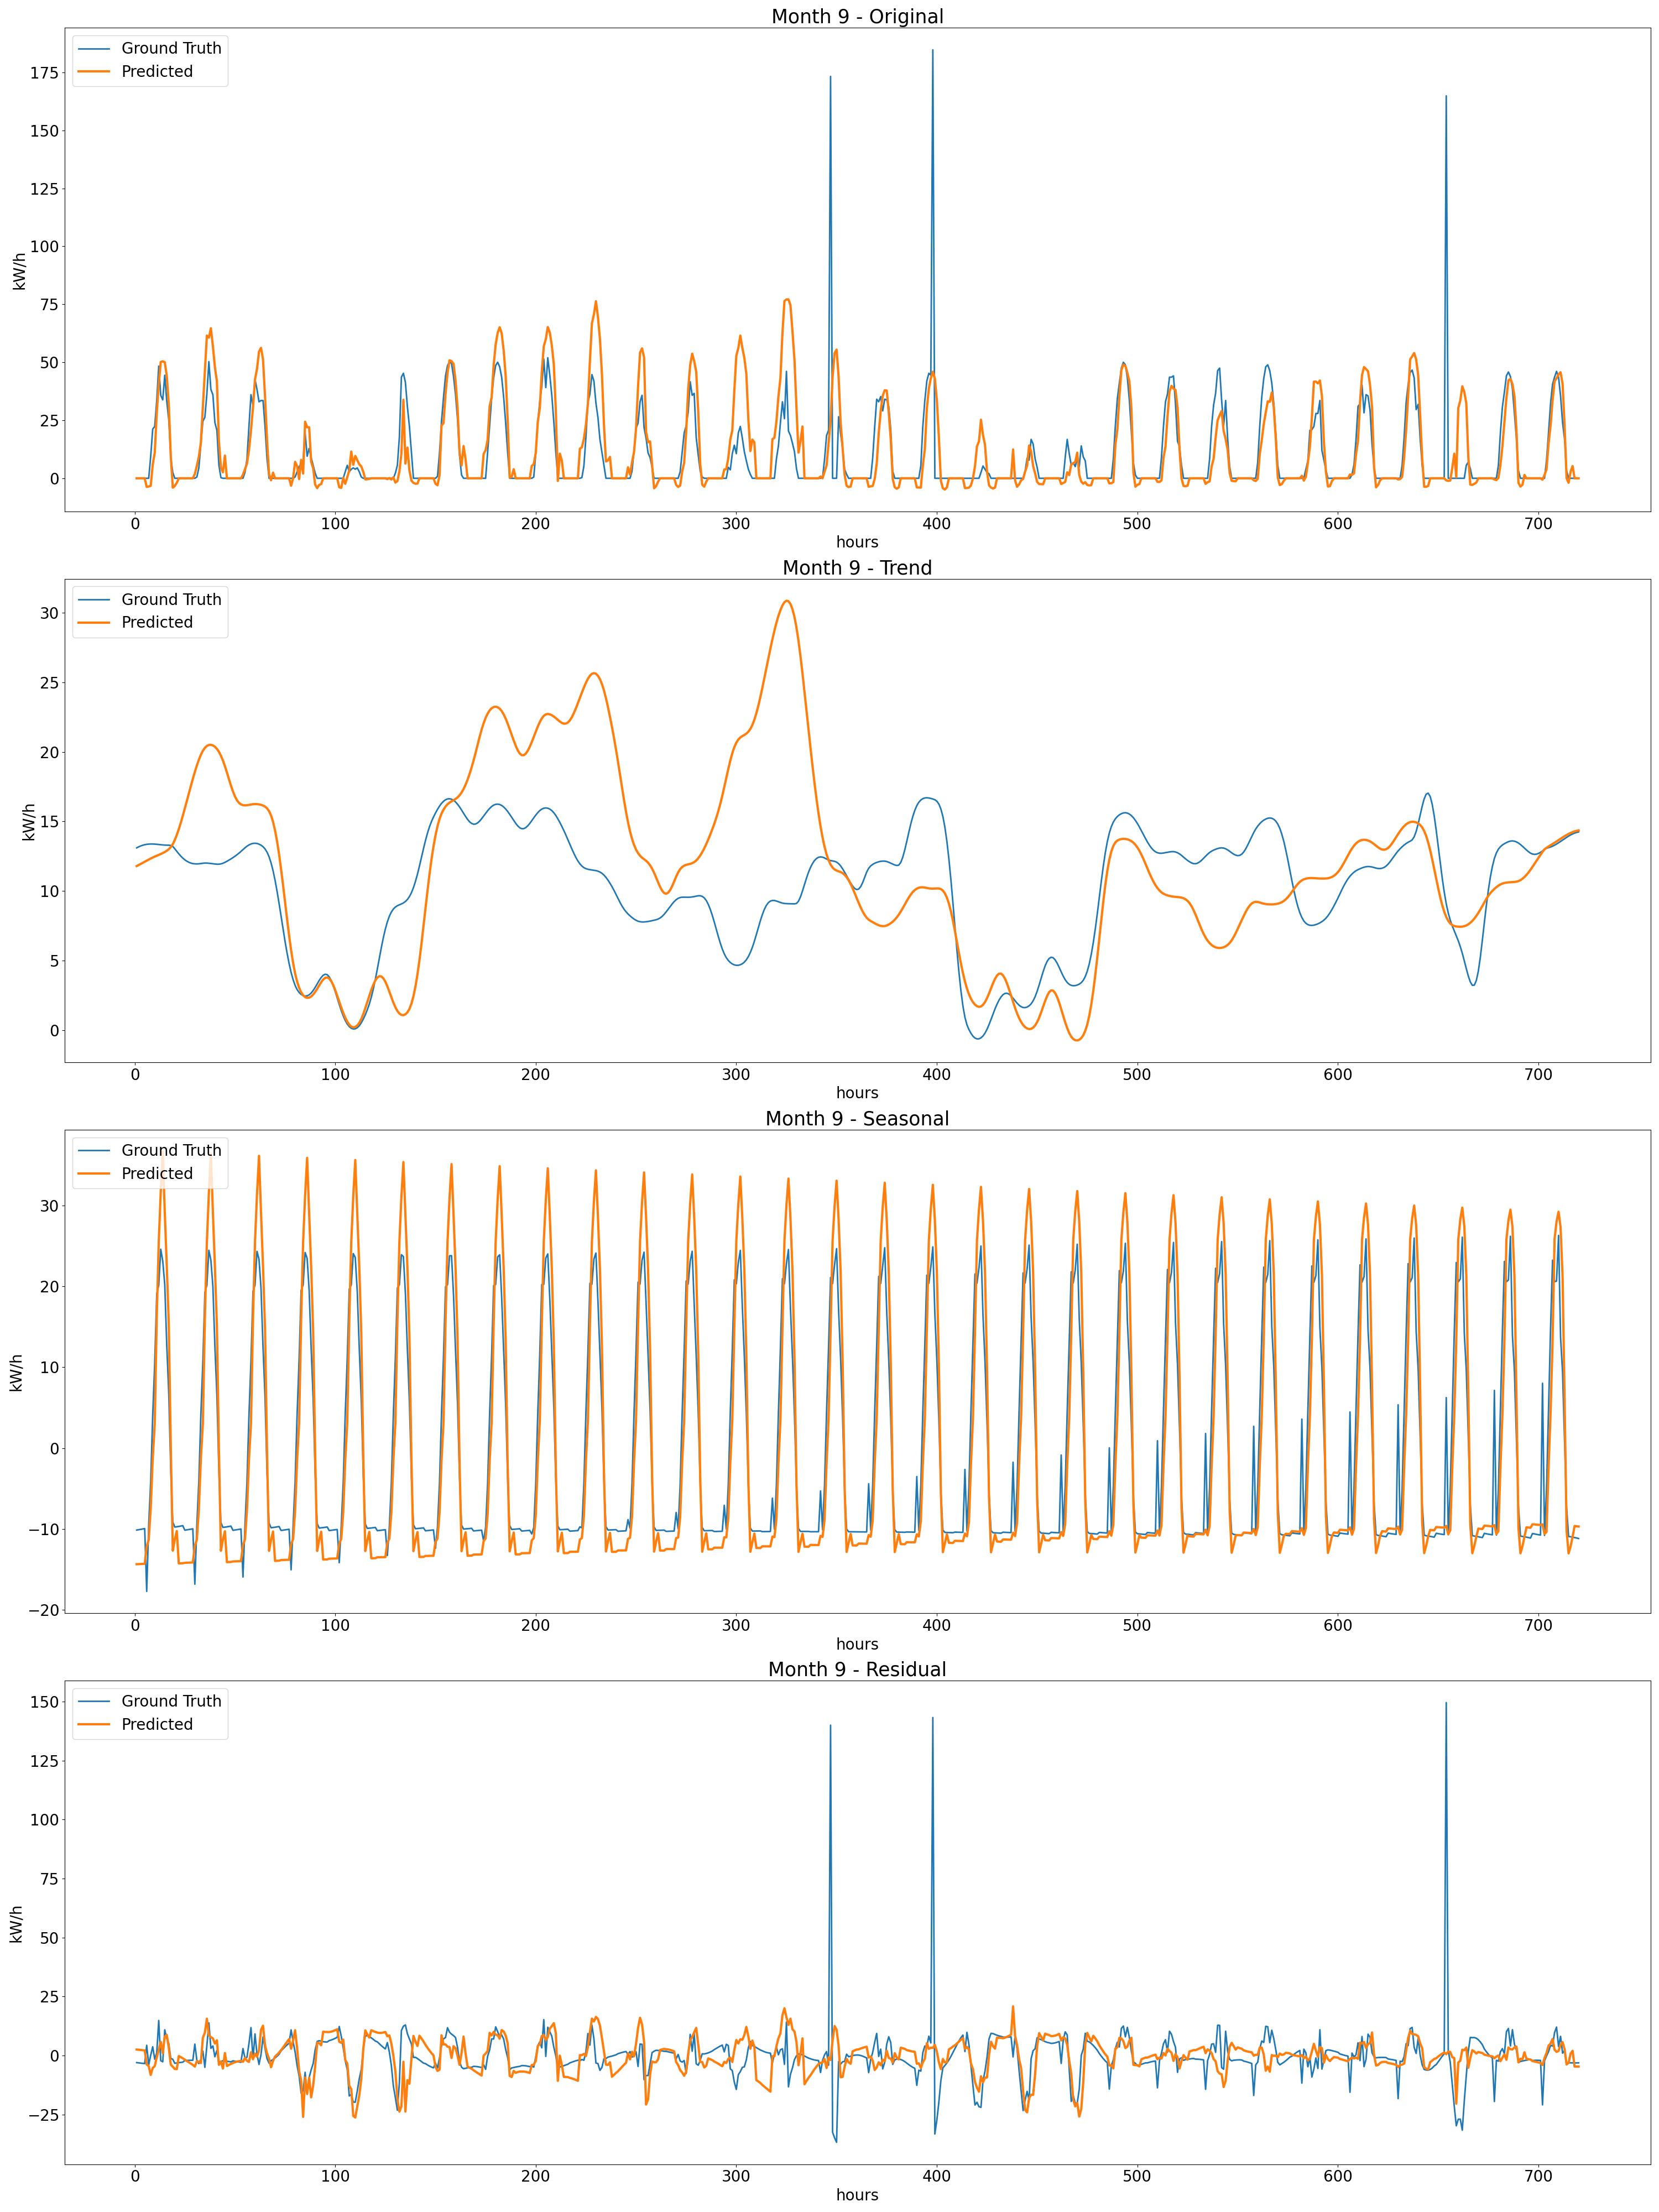 Month 9 - Original
Ground Truth
Predicted
kW/h
175
150
125
100
75
50
25
0
0 100 200 300 400 500 600 700
hours
Month 9 - Trend
Ground Truth
Predicted
kW/h
30
25
20
15
10
5
0
0 100 200 300 400 500 600 700
hours
Month 9 - Seasonal
Ground Truth
Predicted
kW/h
30
20
10
0
−10
−20
0 100 200 300 400 500 600 700
hours
Month 9 - Residual
Ground Truth
Predicted
kW/h
150
125
100
75
50
25
0
−25
0 100 200 300 400 500 600 700
hours